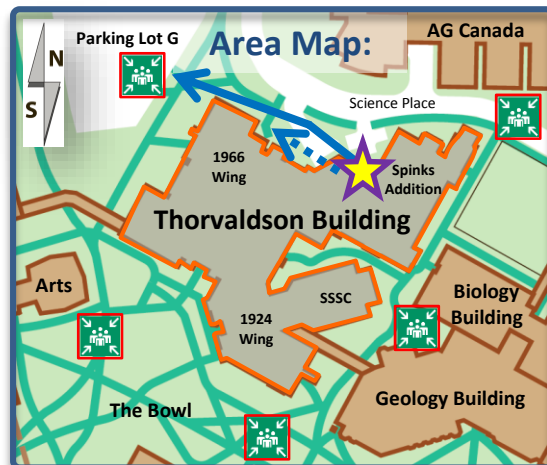 Area Map:
Parking Lot G
AG Canada
N
S
Science Place
1966
Wing
Spinks
Addition
Thorvaldson Building
Arts
SSSC
Biology
Building
1924
Wing
The Bowl
Geology Building